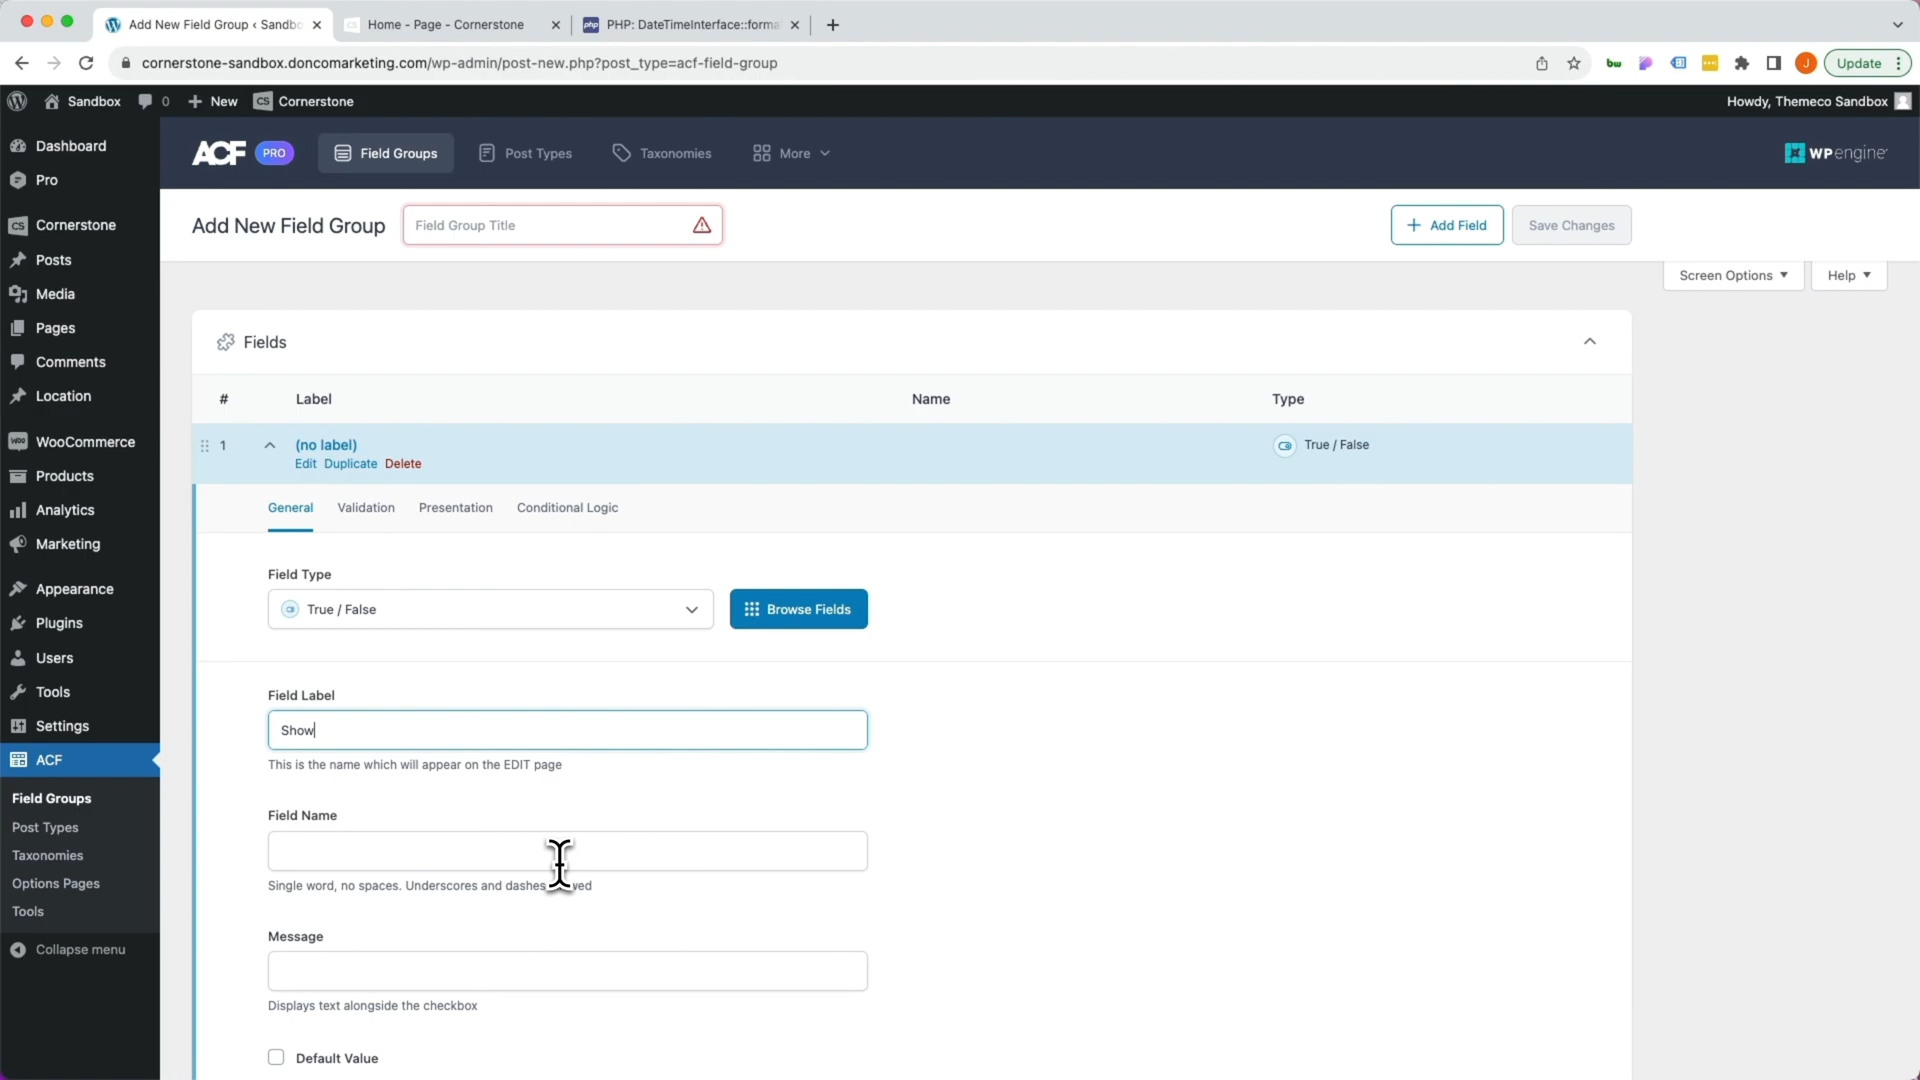 Add New Field Group ‹ Sandbo
Home - Page - Cornerstone
php
PHP: DateTimeInterface::forma
cornerstone-sandbox.doncomarketing.com/wp-admin/post-new.php?post_type=acf-field-group
bw
J
Update
Sandbox
0
New
CS Cornerstone
Howdy, Themeco Sandbox
Dashboard
Pro
CS Cornerstone
Posts
Media
Pages
Comments
Location
WOO WooCommerce
Products
Analytics
Marketing
Appearance
Plugins
Users
Tools
Settings
ACF
Field Groups
Post Types
Taxonomies
Options Pages
Tools
Collapse menu
ACF PRO
Field Groups
Post Types
Taxonomies
More
WPengine
Add New Field Group
Field Group Title
+ Add Field
Save Changes
Screen Options
Help
Fields
#
Label
Name
Type
1
(no label)
True / False
Edit Duplicate Delete
General
Validation
Presentation
Conditional Logic
Field Type
True / False
Browse Fields
Field Label
Show
This is the name which will appear on the EDIT page
Field Name
Single word, no spaces. Underscores and dashes
Message
Displays text alongside the checkbox
Default Value